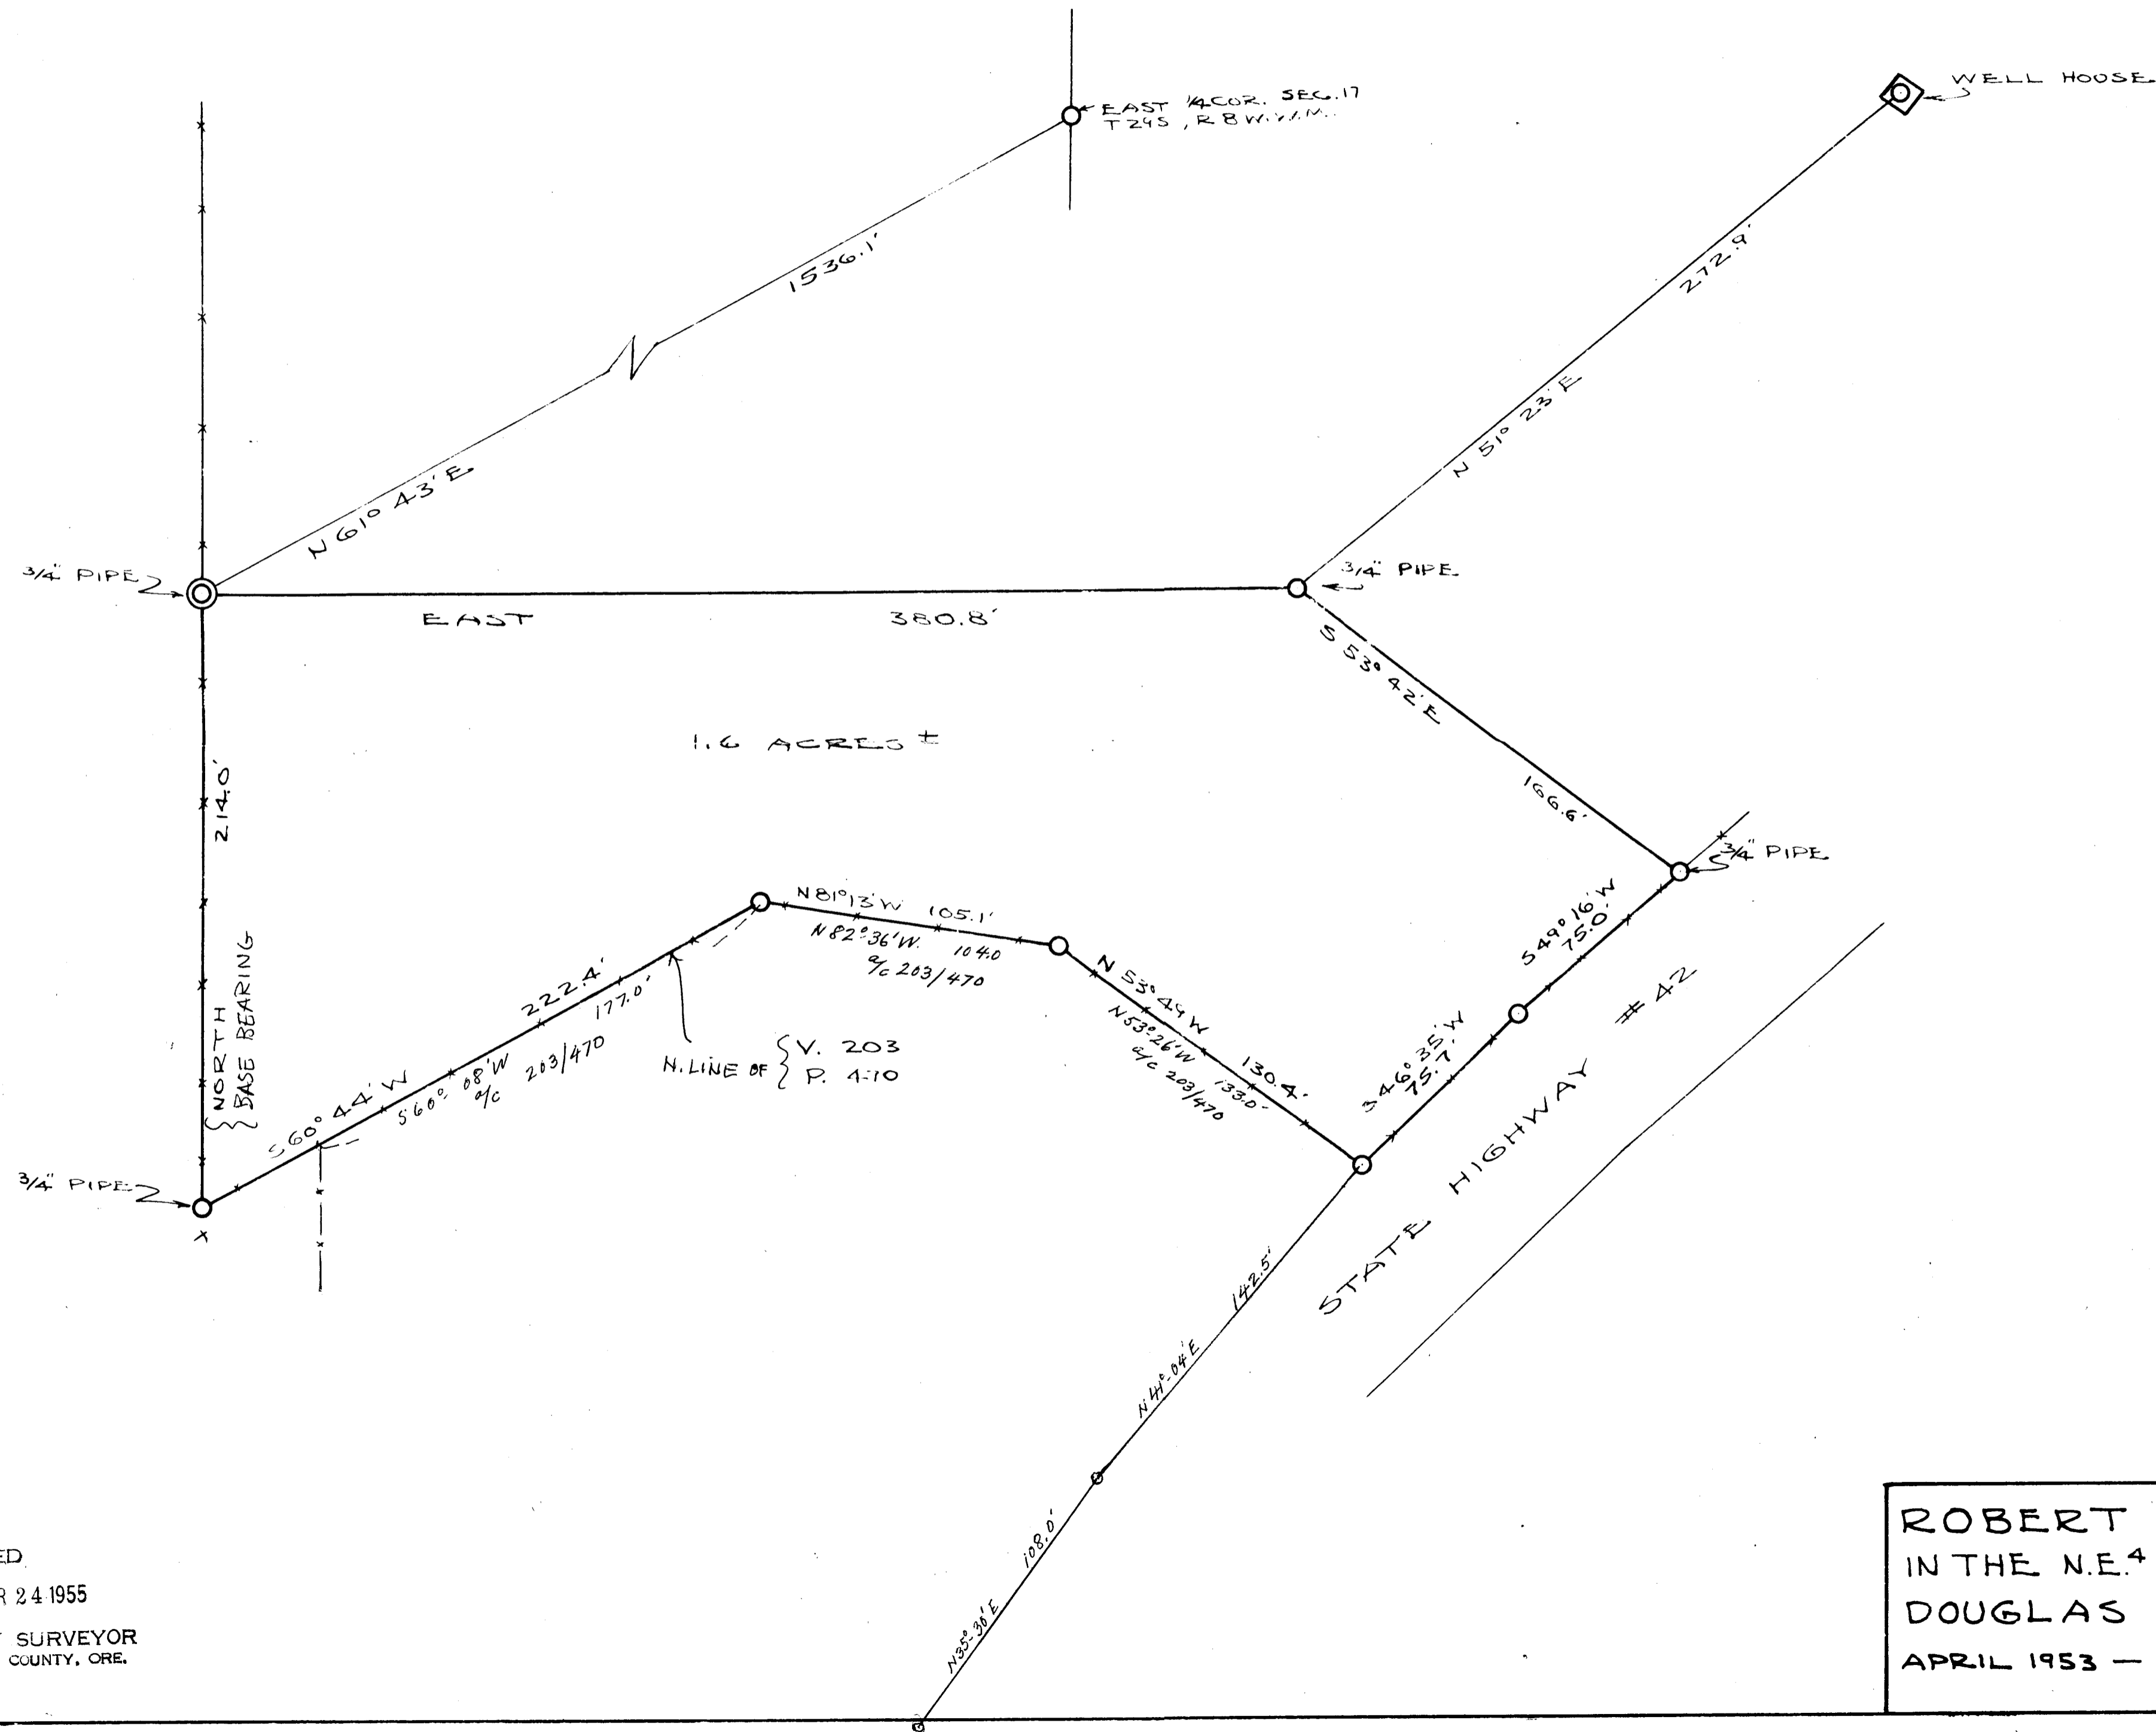 WELL HOUSE
EAST 1/4 COR. SEC. 17
T 24S, R 8 W. W.M.
1536.1'
272.9'
N 51° 23' E
N 61° 43' E
3/4" PIPE
3/4" PIPE
EAST 380.8'
S 53° 42' E
1.6 ACRES ±
214.0'
166.6'
3/4" PIPE
N 81° 13' W 105.1'
N 82° 36' W. 104.0
a/c 203/470
S 49° 16' W
75.0'
N 53° 44' W 130.4'
N 53° 26' W 133.0'
a/c 203/470
S 46° 35' W
75.7'
# 42
222.4'
177.0'
N. LINE OF { V. 203
P. 470
NORTH
BASE BEARING
S 60° 44' W
S 60° 08' W 203/470
a/c
3/4" PIPE
X
STATE HIGHWAY
142.5'
N 41°-04' E
108.0'
N 35°-30' E
ED
R 24 1955
SURVEYOR
COUNTY, ORE.
ROBERT
IN THE N.E.4
DOUGLAS
APRIL 1953 —